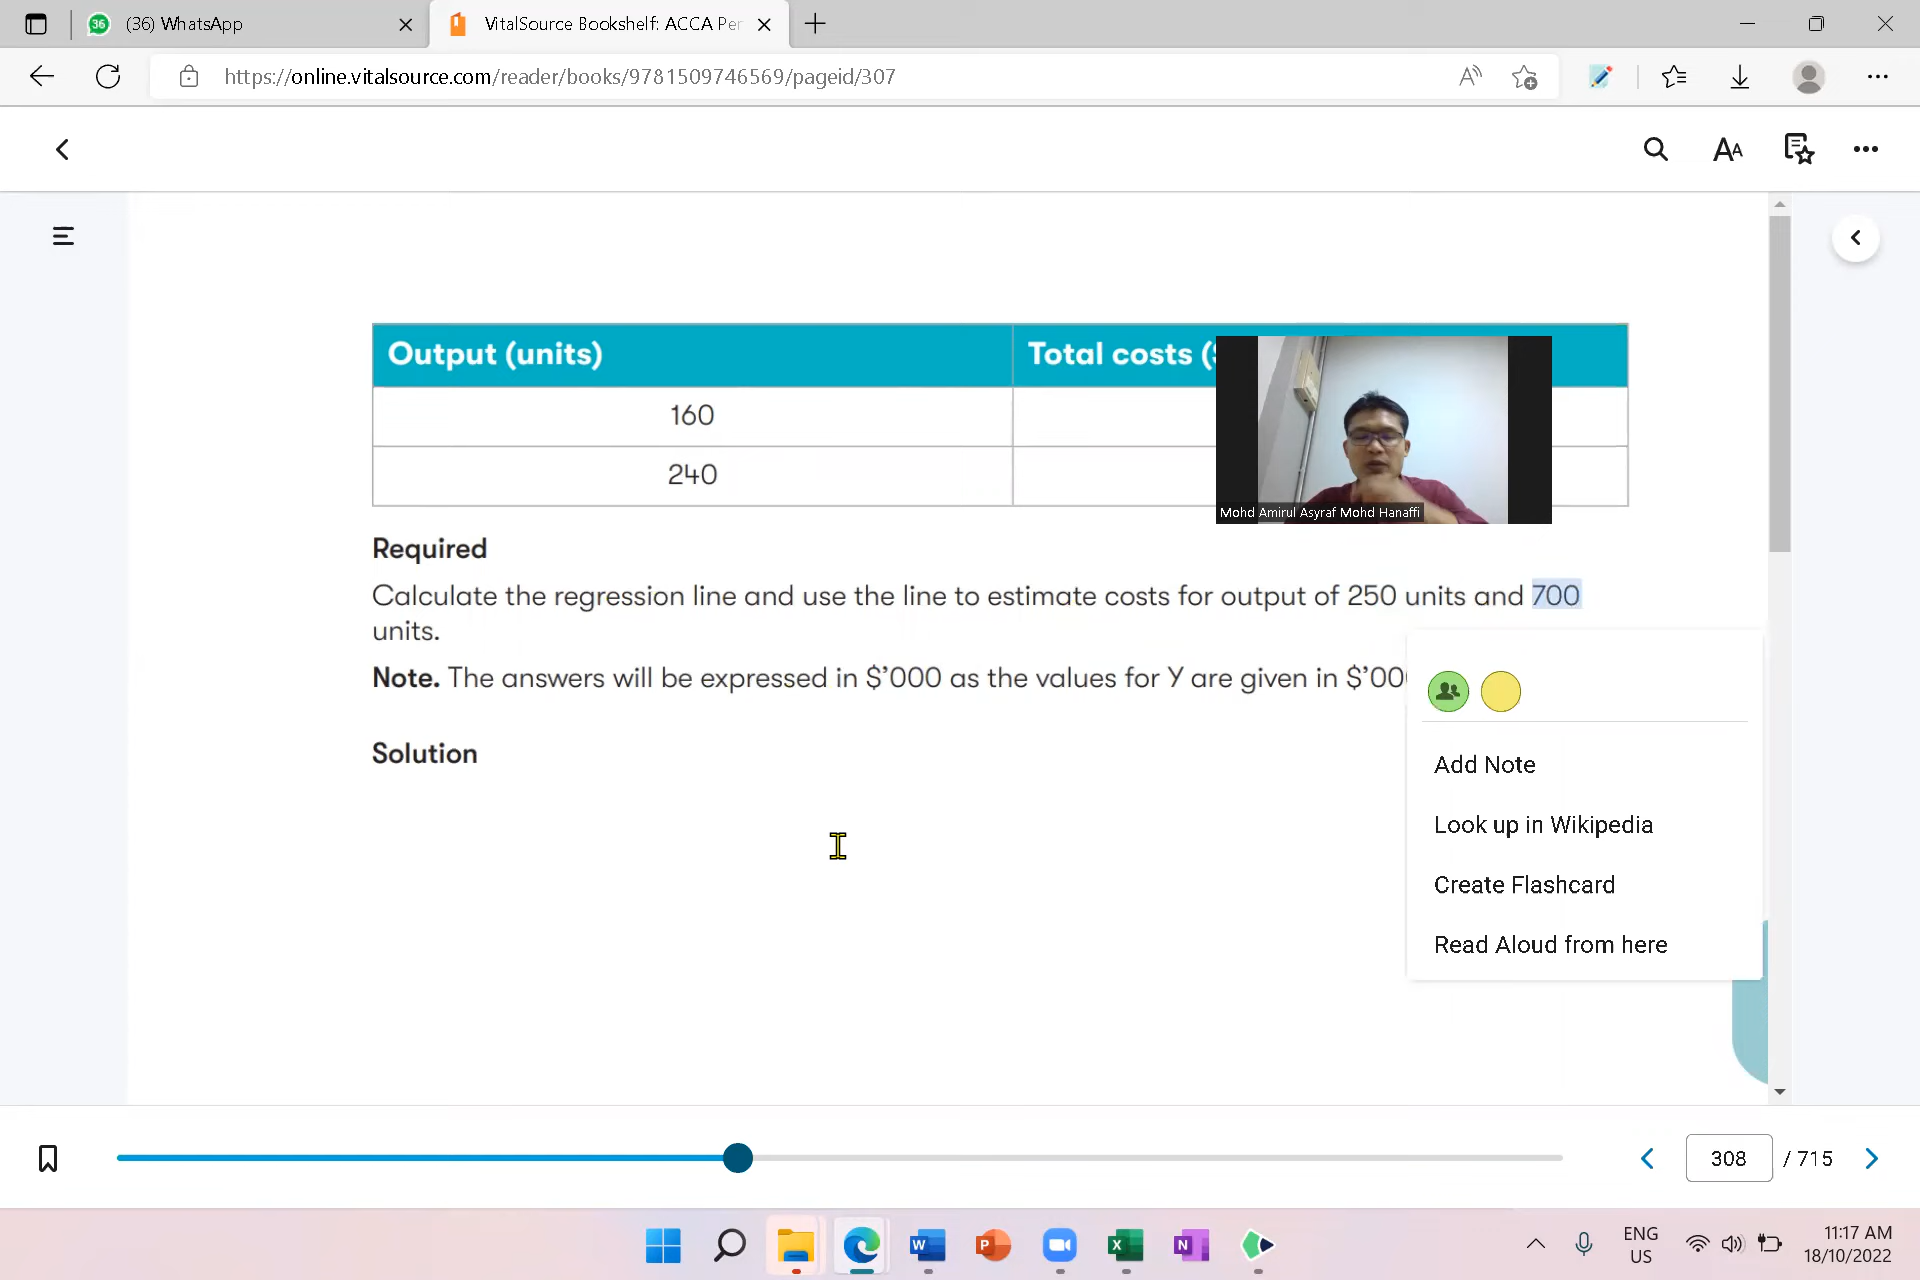 (36) WhatsApp
VitalSource Bookshelf: ACCA Per
https://online.vitalsource.com/reader/books/9781509746569/pageid/307
Output (units)
Total costs (
160
240
Mohd Amirul Asyraf Mohd Hanaffi
Required
Calculate the regression line and use the line to estimate costs for output of 250 units and 700
units.
Note. The answers will be expressed in $'000 as the values for Y are given in $'00
Solution
Add Note
Look up in Wikipedia
Create Flashcard
Read Aloud from here
308 / 715
ENG
US
11:17 AM
18/10/2022